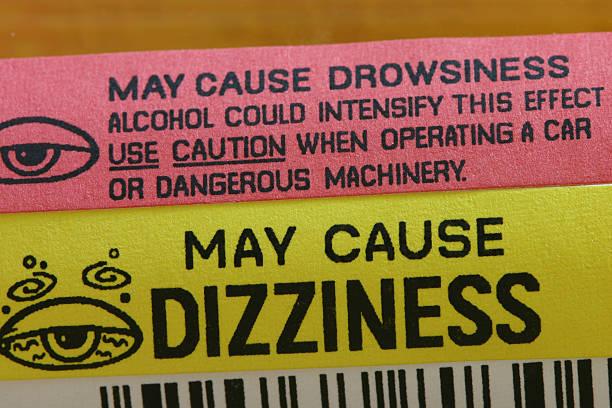 MAY CAUSE DROWSINESS
ALCOHOL COULD INTENSIFY THIS EFFECT
USE CAUTION WHEN OPERATING A CAR
OR DANGEROUS MACHINERY.
MAY CAUSE
DIZZINESS